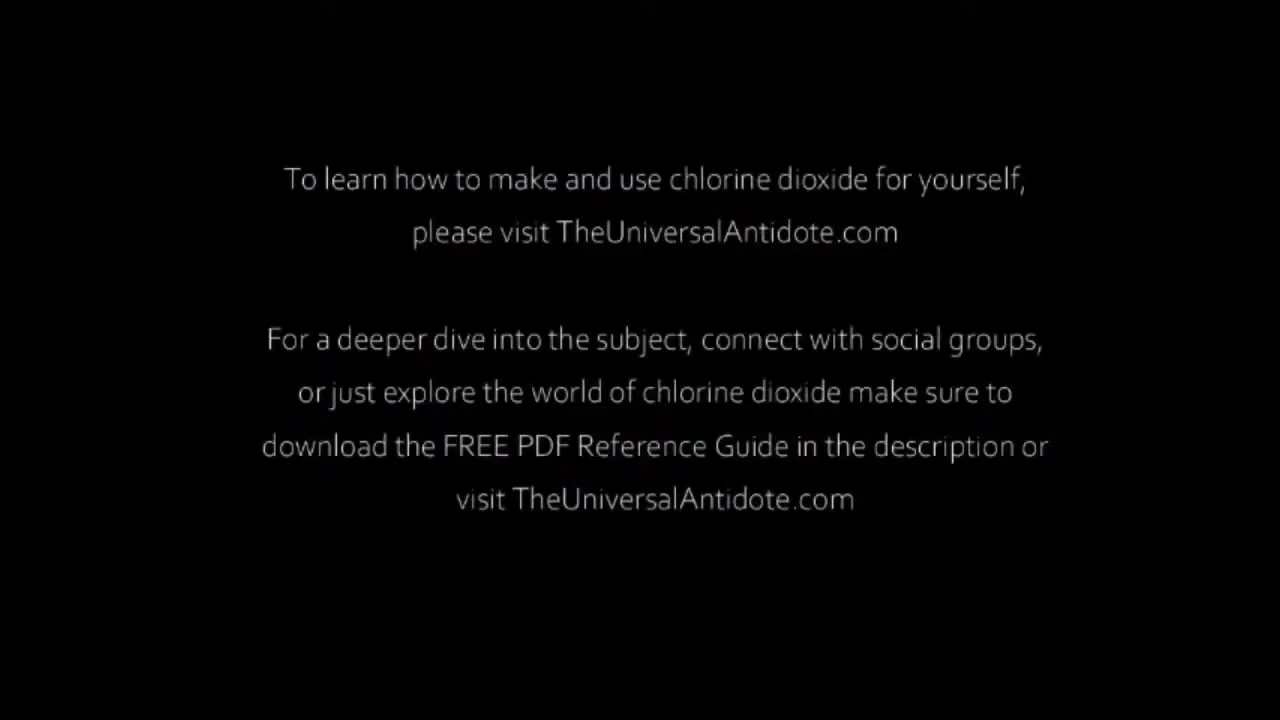 To learn how to make and use chlorine dioxide for yourself,
please visit TheUniversalAntidote.com
For a deeper dive into the subject, connect with social groups,
or just explore the world of chlorine dioxide make sure to
download the FREE PDF Reference Guide in the description or
visit TheUniversalAntidote.com